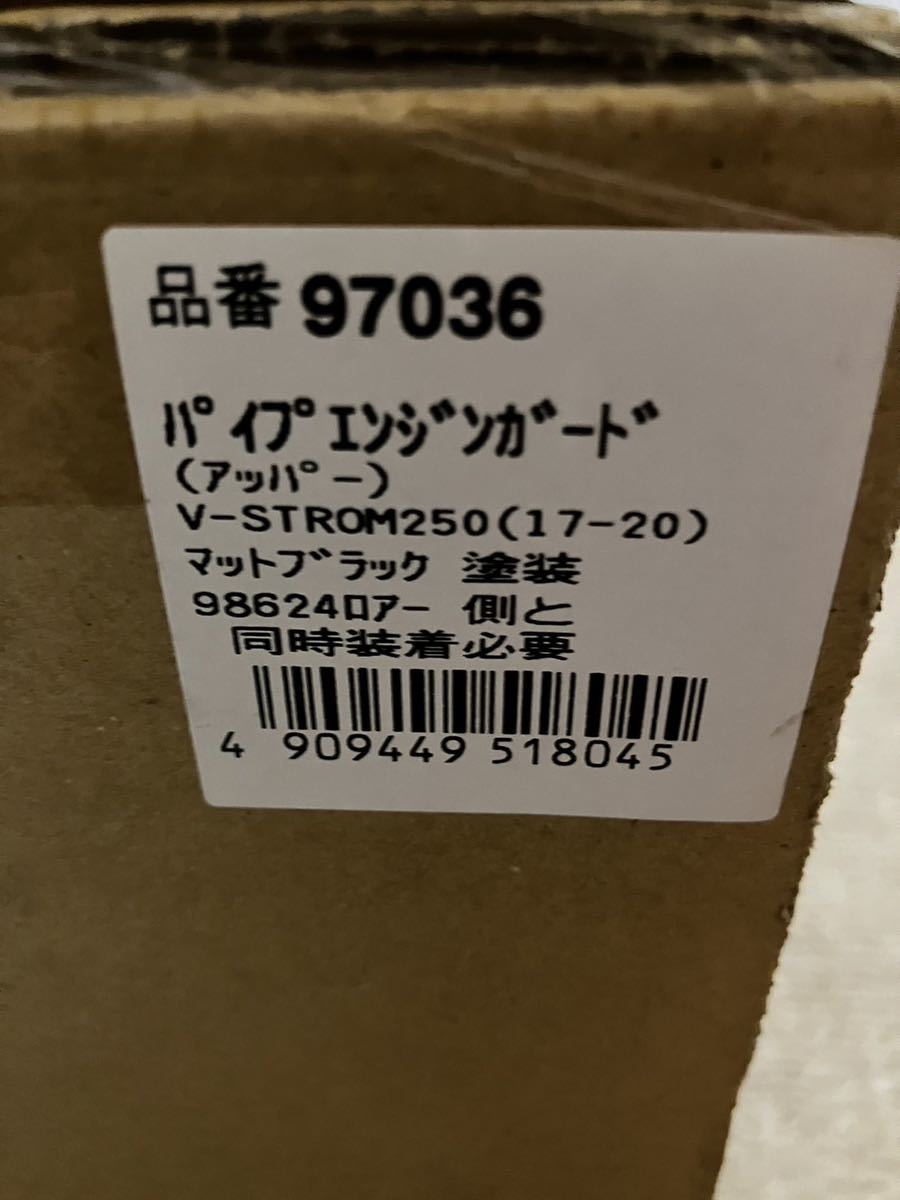 品番 97036
ﾊﾟｲﾌﾟｴﾝｼﾞﾝｶﾞｰﾄﾞ
(ｱｯﾊﾟｰ)
V-STROM250(17-20)
ﾏｯﾄﾌﾞﾗｯｸ 塗装
98624ﾛｱｰ 側と
同時装着必要
4 909449 518045